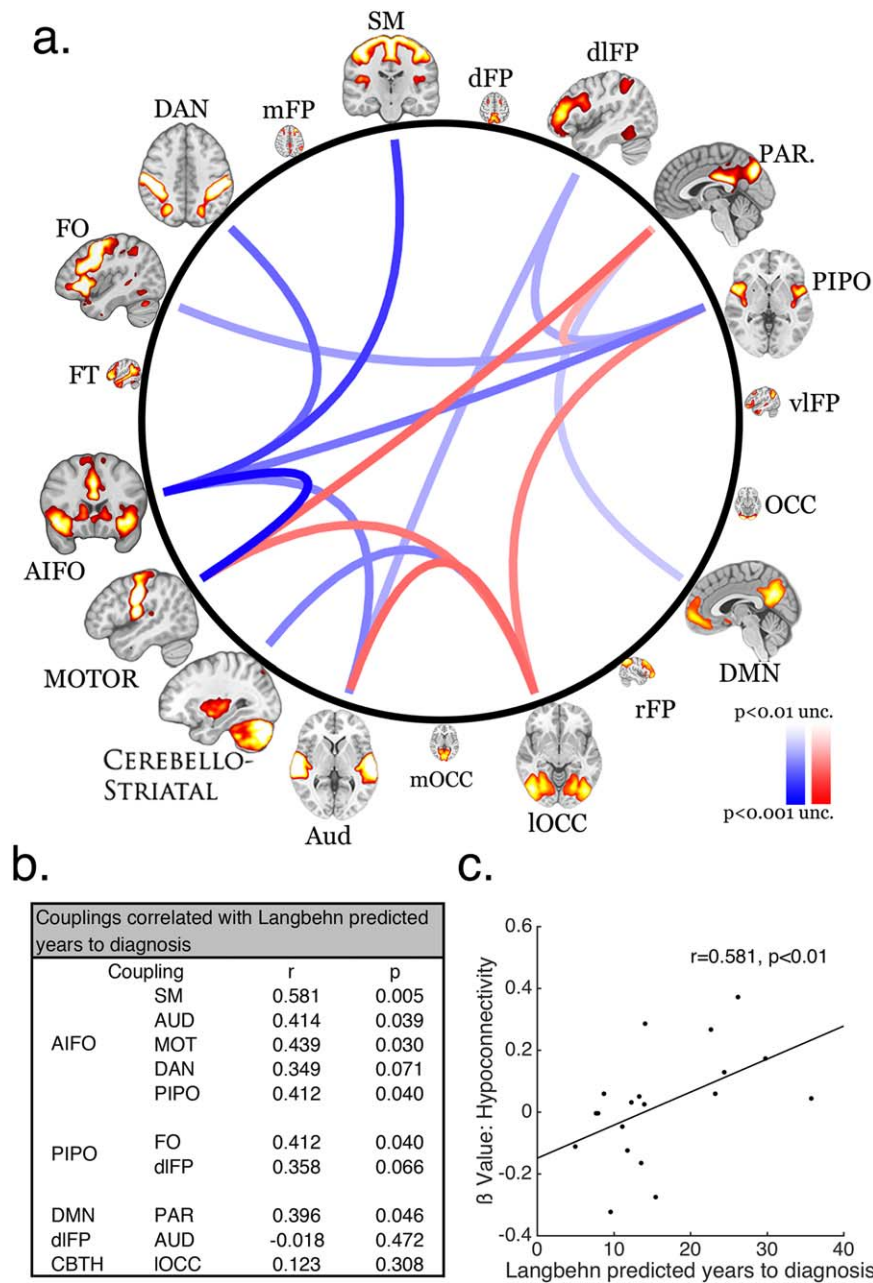 a.
SM
dFP
dlFP
mFP
DAN
PAR.
FO
PIPO
FT
vlFP
OCC
AIFO
MOTOR
DMN
rFP
CEREBELLO-
STRIATAL
Aud
mOCC
lOCC
p<0.01 unc.
p<0.001 unc.
b.
Couplings correlated with Langbehn predicted
years to diagnosis
Coupling r p
SM 0.581 0.005
AUD 0.414 0.039
AIFO MOT 0.439 0.030
DAN 0.349 0.071
PIPO 0.412 0.040
PIPO FO 0.412 0.040
dlFP 0.358 0.066
DMN PAR 0.396 0.046
dlFP AUD -0.018 0.472
CBTH lOCC 0.123 0.308
c.
r=0.581, p<0.01
ß Value: Hypoconnectivity
0.6
0.4
0.2
0
-0.2
-0.4
0 10 20 30 40
Langbehn predicted years to diagnosis